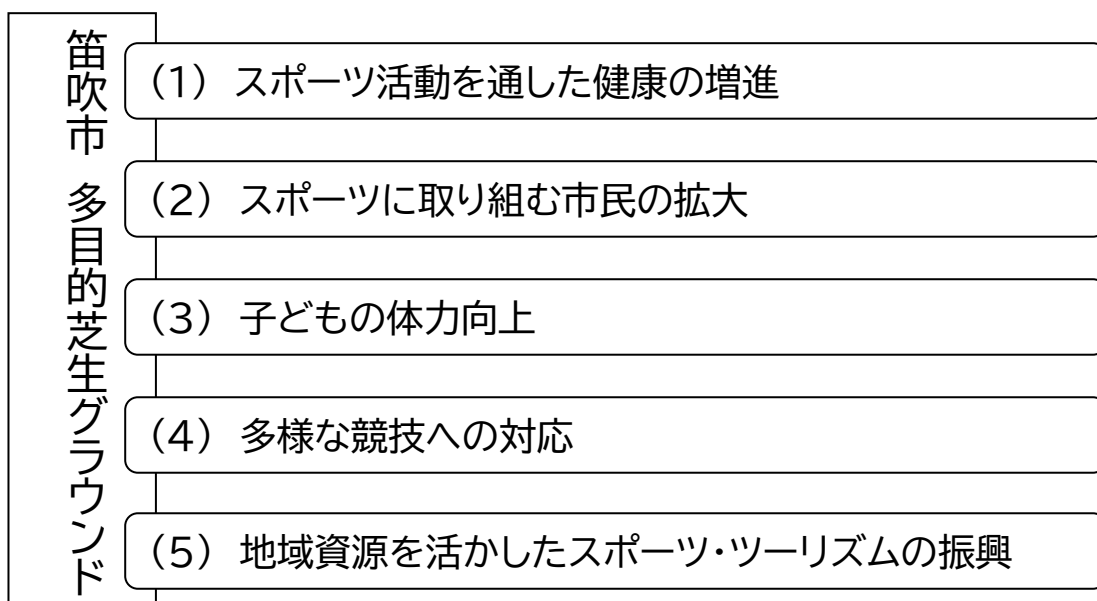 笛吹市 多目的芝生グラウンド
(1) スポーツ活動を通した健康の増進
(2) スポーツに取り組む市民の拡大
(3) 子どもの体力向上
(4) 多様な競技への対応
(5) 地域資源を活かしたスポーツ・ツーリズムの振興